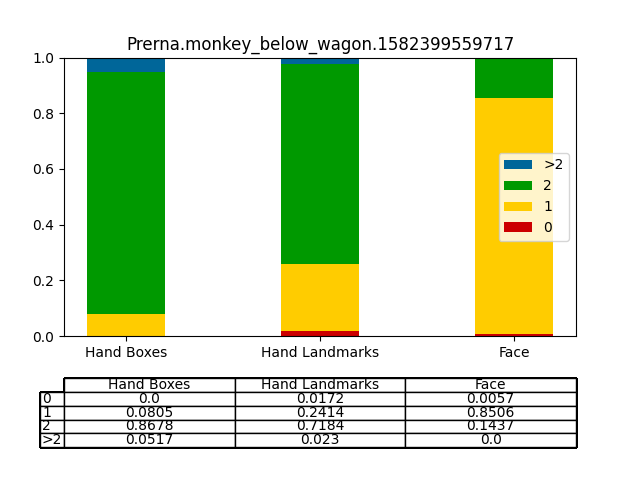 Prerna.monkey_below_wagon.1582399559717
1.0
0.8
0.6
0.4
0.2
0.0
>2
2
1
0
Hand Boxes Hand Landmarks Face
Hand Boxes Hand Landmarks Face
0 0.0 0.0172 0.0057
1 0.0805 0.2414 0.8506
2 0.8678 0.7184 0.1437
>2 0.0517 0.023 0.0